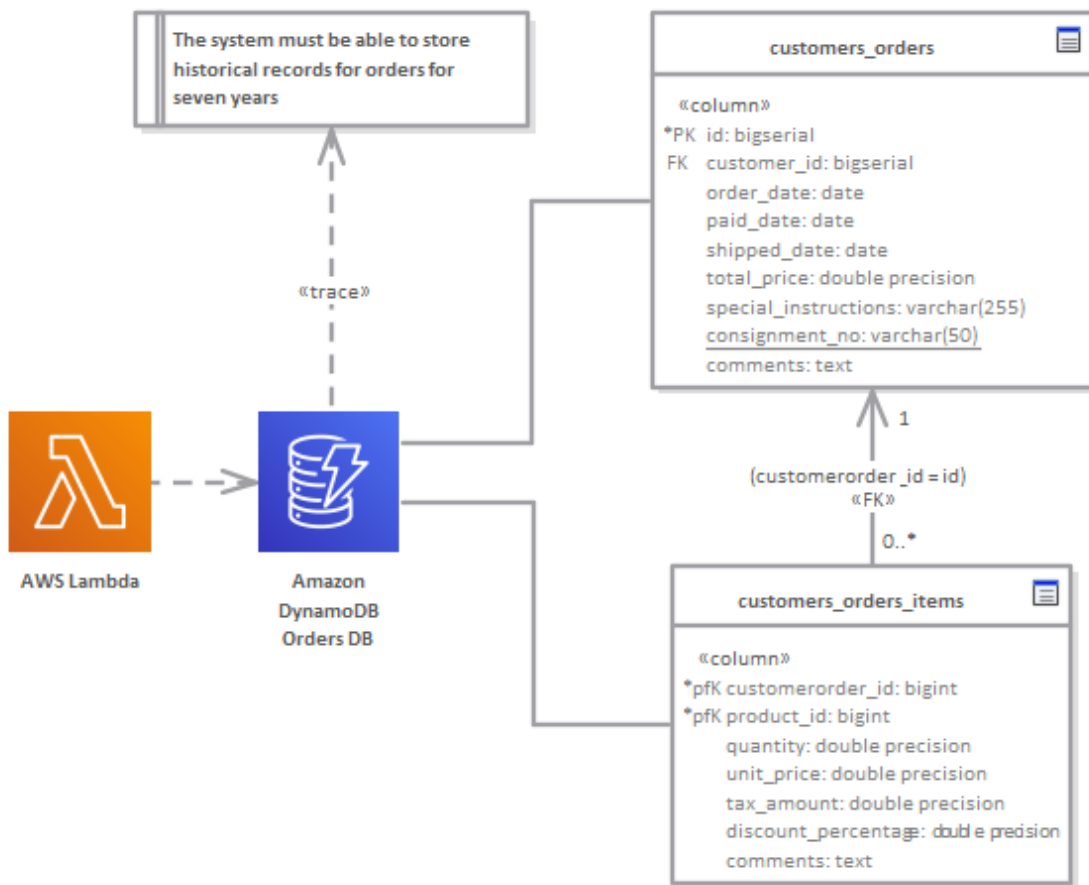 The system must be able to store
historical records for orders for
seven years
«trace»
AWS Lambda
Amazon
DynamoDB
Orders DB
customers_orders
«column»
*PK id: bigserial
FK customer_id: bigserial
order_date: date
paid_date: date
shipped_date: date
total_price: double precision
special_instructions: varchar(255)
consignment_no: varchar(50)
comments: text
1
(customerorder_id = id)
«FK»
0..*
customers_orders_items
«column»
*pfK customerorder_id: bigint
*pfK product_id: bigint
quantity: double precision
unit_price: double precision
tax_amount: double precision
discount_percentage: double precision
comments: text